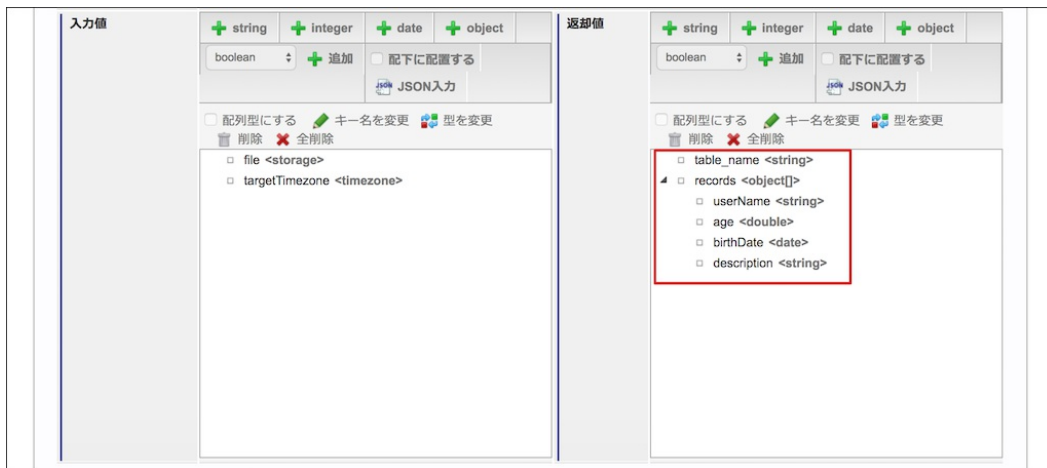 入力値
string integer date object
boolean 追加 配下に配置する
JSON JSON入力
配列型にする キー名を変更 型を変更
削除 全削除
file <storage>
targetTimezone <timezone>
返却値
string integer date object
boolean 追加 配下に配置する
JSON JSON入力
配列型にする キー名を変更 型を変更
削除 全削除
table_name <string>
records <object[]>
userName <string>
age <double>
birthDate <date>
description <string>